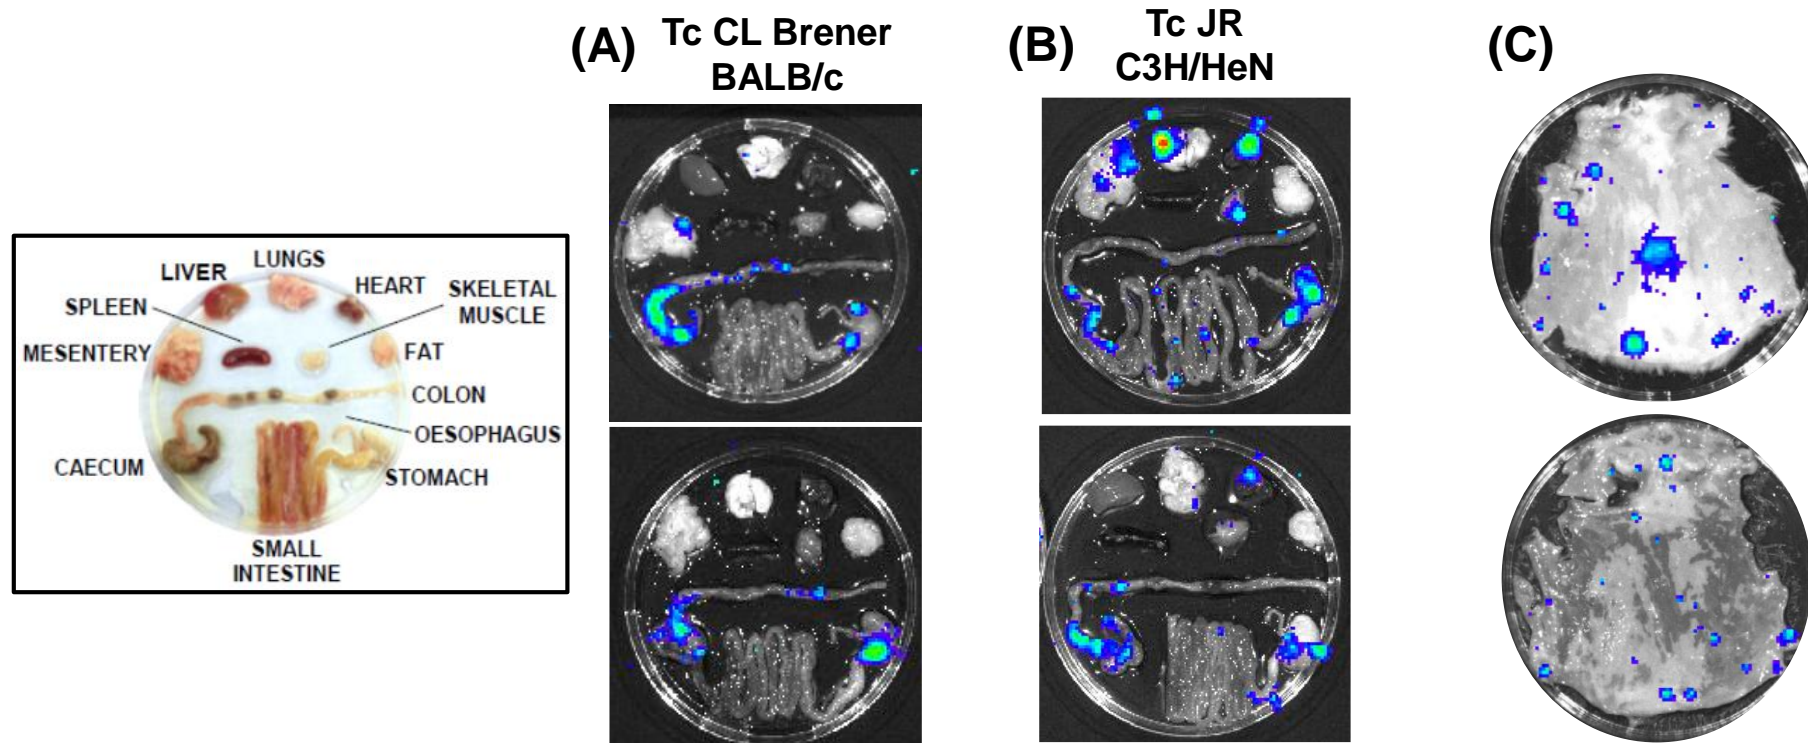 (A)
Tc CL Brener
BALB/c
(B)
Tc JR
C3H/HeN
(C)
LIVER
LUNGS
HEART
SPLEEN
SKELETAL
MUSCLE
MESENTERY
FAT
COLON
OESOPHAGUS
CAECUM
STOMACH
SMALL
INTESTINE